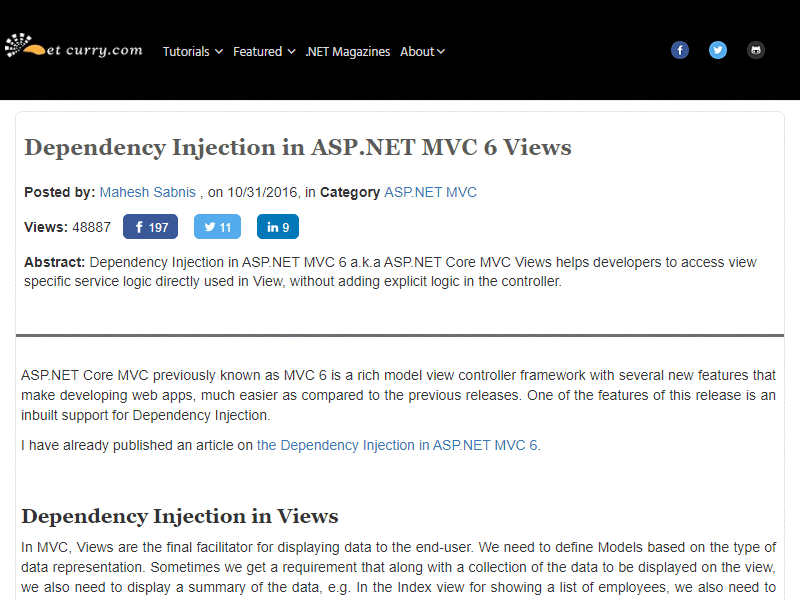 et curry.com
Tutorials Featured .NET Magazines About
Dependency Injection in ASP.NET MVC 6 Views
Posted by: Mahesh Sabnis , on 10/31/2016, in Category ASP.NET MVC
Views: 48887 197 11 9
Abstract: Dependency Injection in ASP.NET MVC 6 a.k.a ASP.NET Core MVC Views helps developers to access view
specific service logic directly used in View, without adding explicit logic in the controller.
ASP.NET Core MVC previously known as MVC 6 is a rich model view controller framework with several new features that
make developing web apps, much easier as compared to the previous releases. One of the features of this release is an
inbuilt support for Dependency Injection.
I have already published an article on the Dependency Injection in ASP.NET MVC 6.
Dependency Injection in Views
In MVC, Views are the final facilitator for displaying data to the end-user. We need to define Models based on the type of
data representation. Sometimes we get a requirement that along with a collection of the data to be displayed on the view,
we also need to display a summary of the data, e.g. In the Index view for showing a list of employees, we also need to